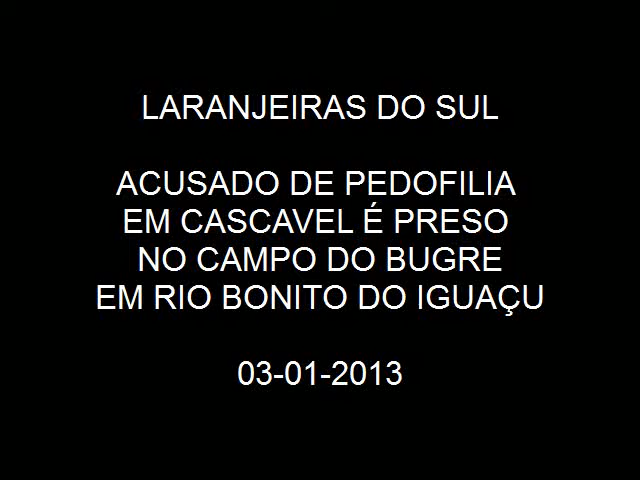 LARANJEIRAS DO SUL
ACUSADO DE PEDOFILIA
EM CASCAVEL É PRESO
NO CAMPO DO BUGRE
EM RIO BONITO DO IGUAÇU
03-01-2013